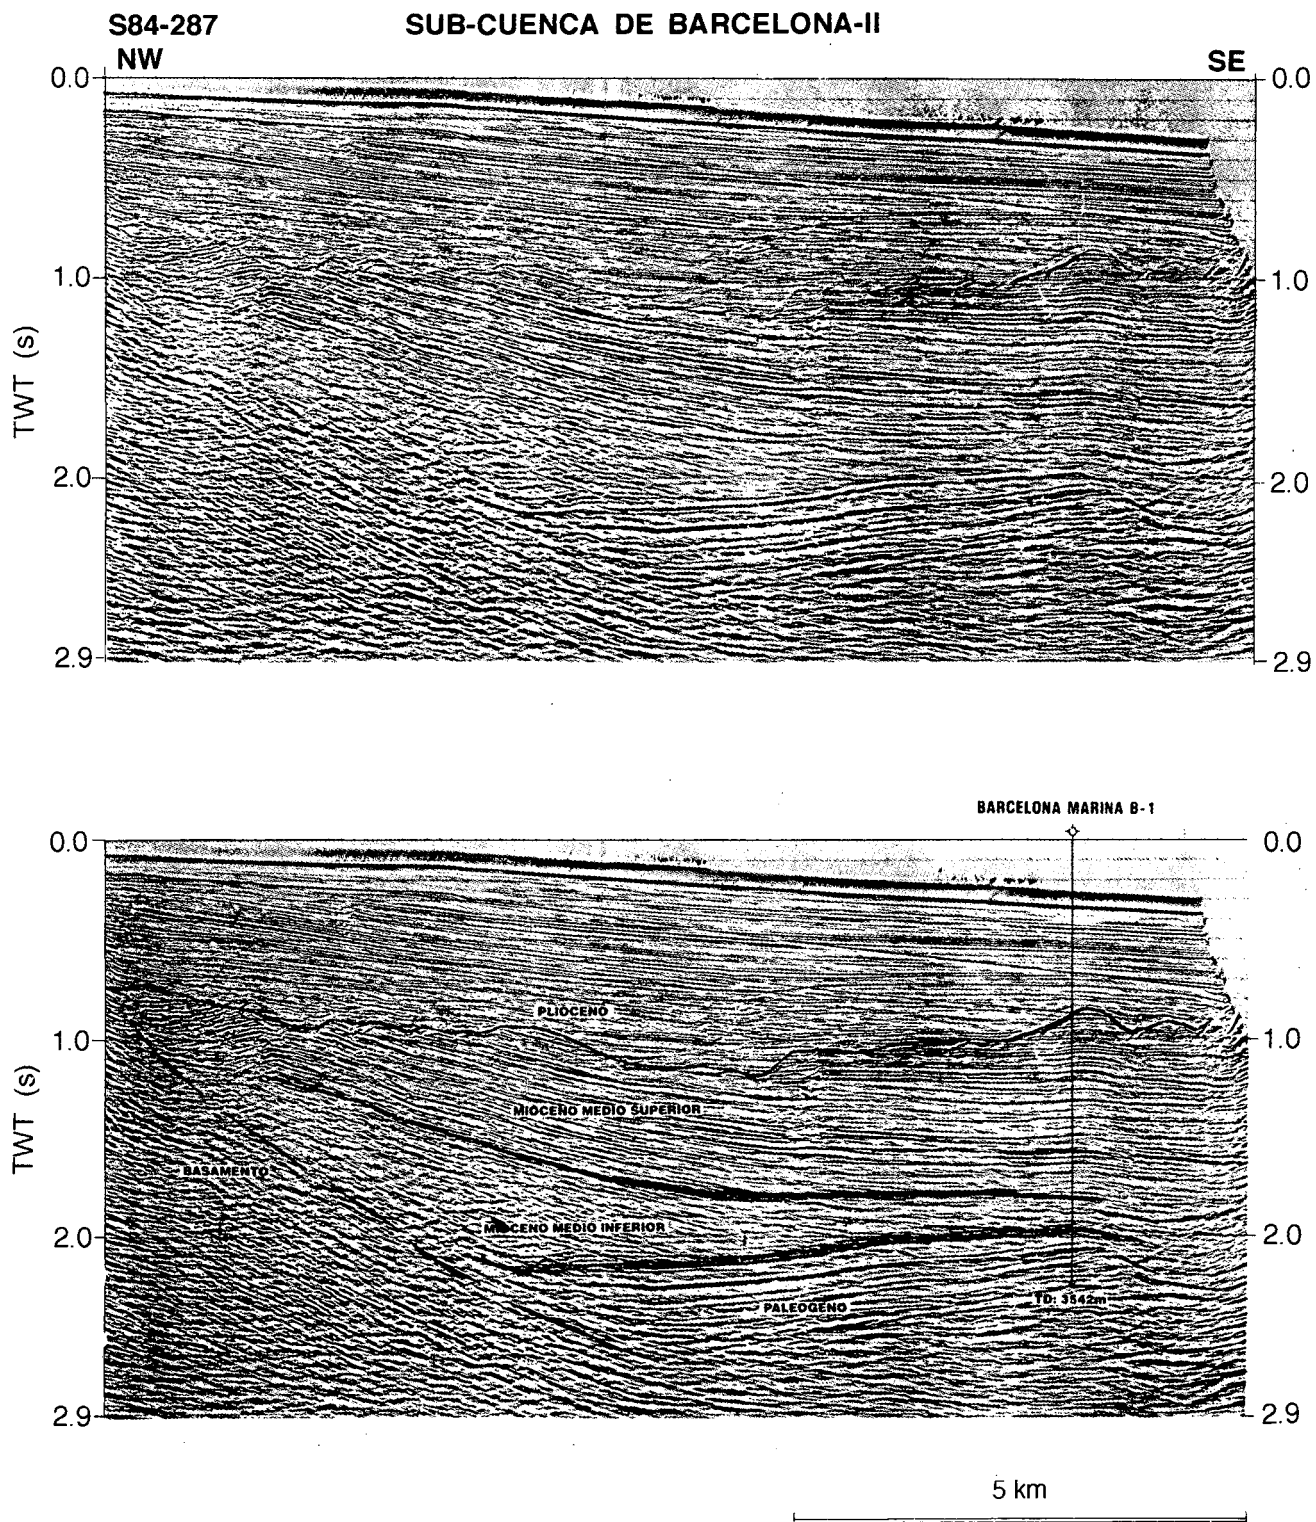 S84-287 SUB-CUENCA DE BARCELONA-II
NW SE
0.0 0.0
1.0 1.0
TWT (s)
2.0 2.0
2.9 2.9
BARCELONA MARINA B-1
0.0 0.0
PLIOCENO
1.0 1.0
TWT (s)
MIOCENO MEDIO SUPERIOR
BASAMENTO
MIOCENO MEDIO INFERIOR
2.0 2.0
PALEOGENO
TD: 3542m
2.9 2.9
5 km